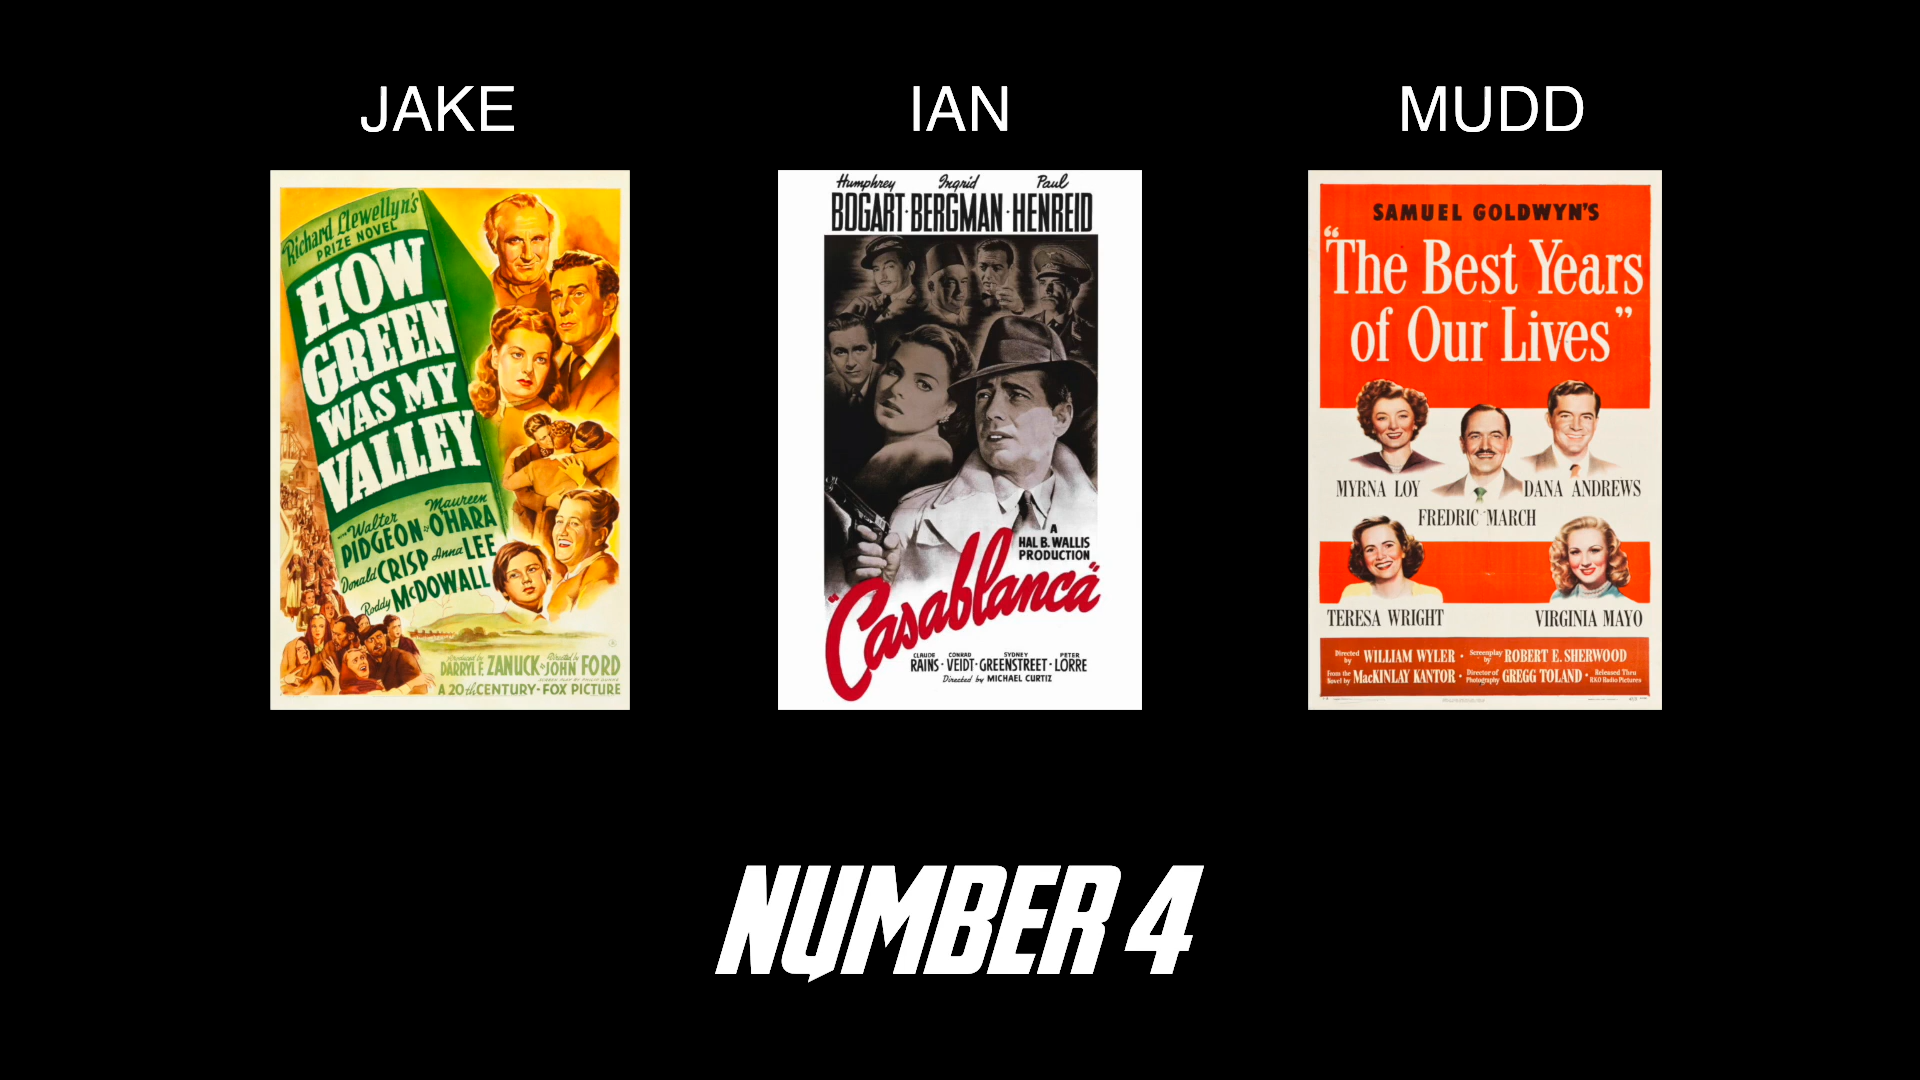 JAKE
IAN
MUDD
Richard Llewellyn's
PRIZE NOVEL
HOW
GREEN
WAS MY
VALLEY
with Walter Maureen
PIDGEON & O'HARA
Donald CRISP Anna LEE
Roddy McDOWALL
Produced by Directed by
DARRYL F. ZANUCK · JOHN FORD
A 20th CENTURY-FOX PICTURE
Humphrey Ingrid Paul
BOGART · BERGMAN · HENREID
A
HAL B. WALLIS
PRODUCTION
"Casablanca"
CLAUDE CONRAD SYDNEY PETER
RAINS · VEIDT · GREENSTREET · LORRE
Directed by MICHAEL CURTIZ
SAMUEL GOLDWYN'S
"The Best Years
of Our Lives"
MYRNA LOY
DANA ANDREWS
FREDRIC MARCH
TERESA WRIGHT
VIRGINIA MAYO
Directed by WILLIAM WYLER · Screenplay by ROBERT E. SHERWOOD
From the Novel by MacKINLAY KANTOR · Director of Photography GREGG TOLAND · Released Thru RKO Radio Pictures
NUMBER 4